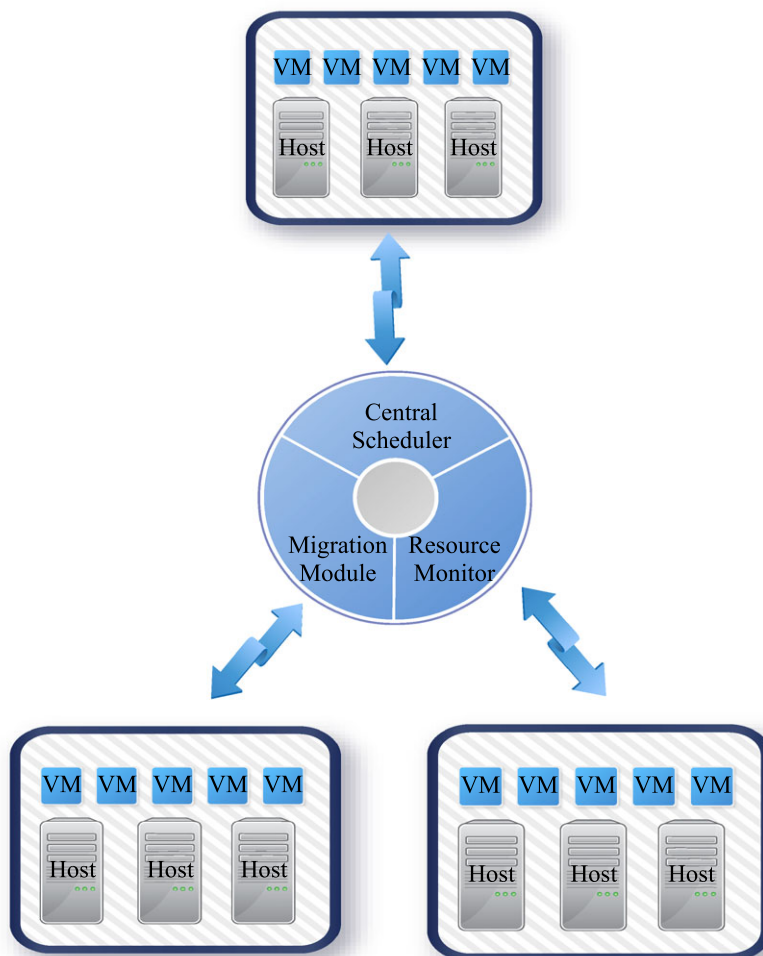 VM VM VM VM VM
Host Host Host
Central
Scheduler
Migration
Module
Resource
Monitor
VM VM VM VM VM
Host Host Host
VM VM VM VM VM
Host Host Host